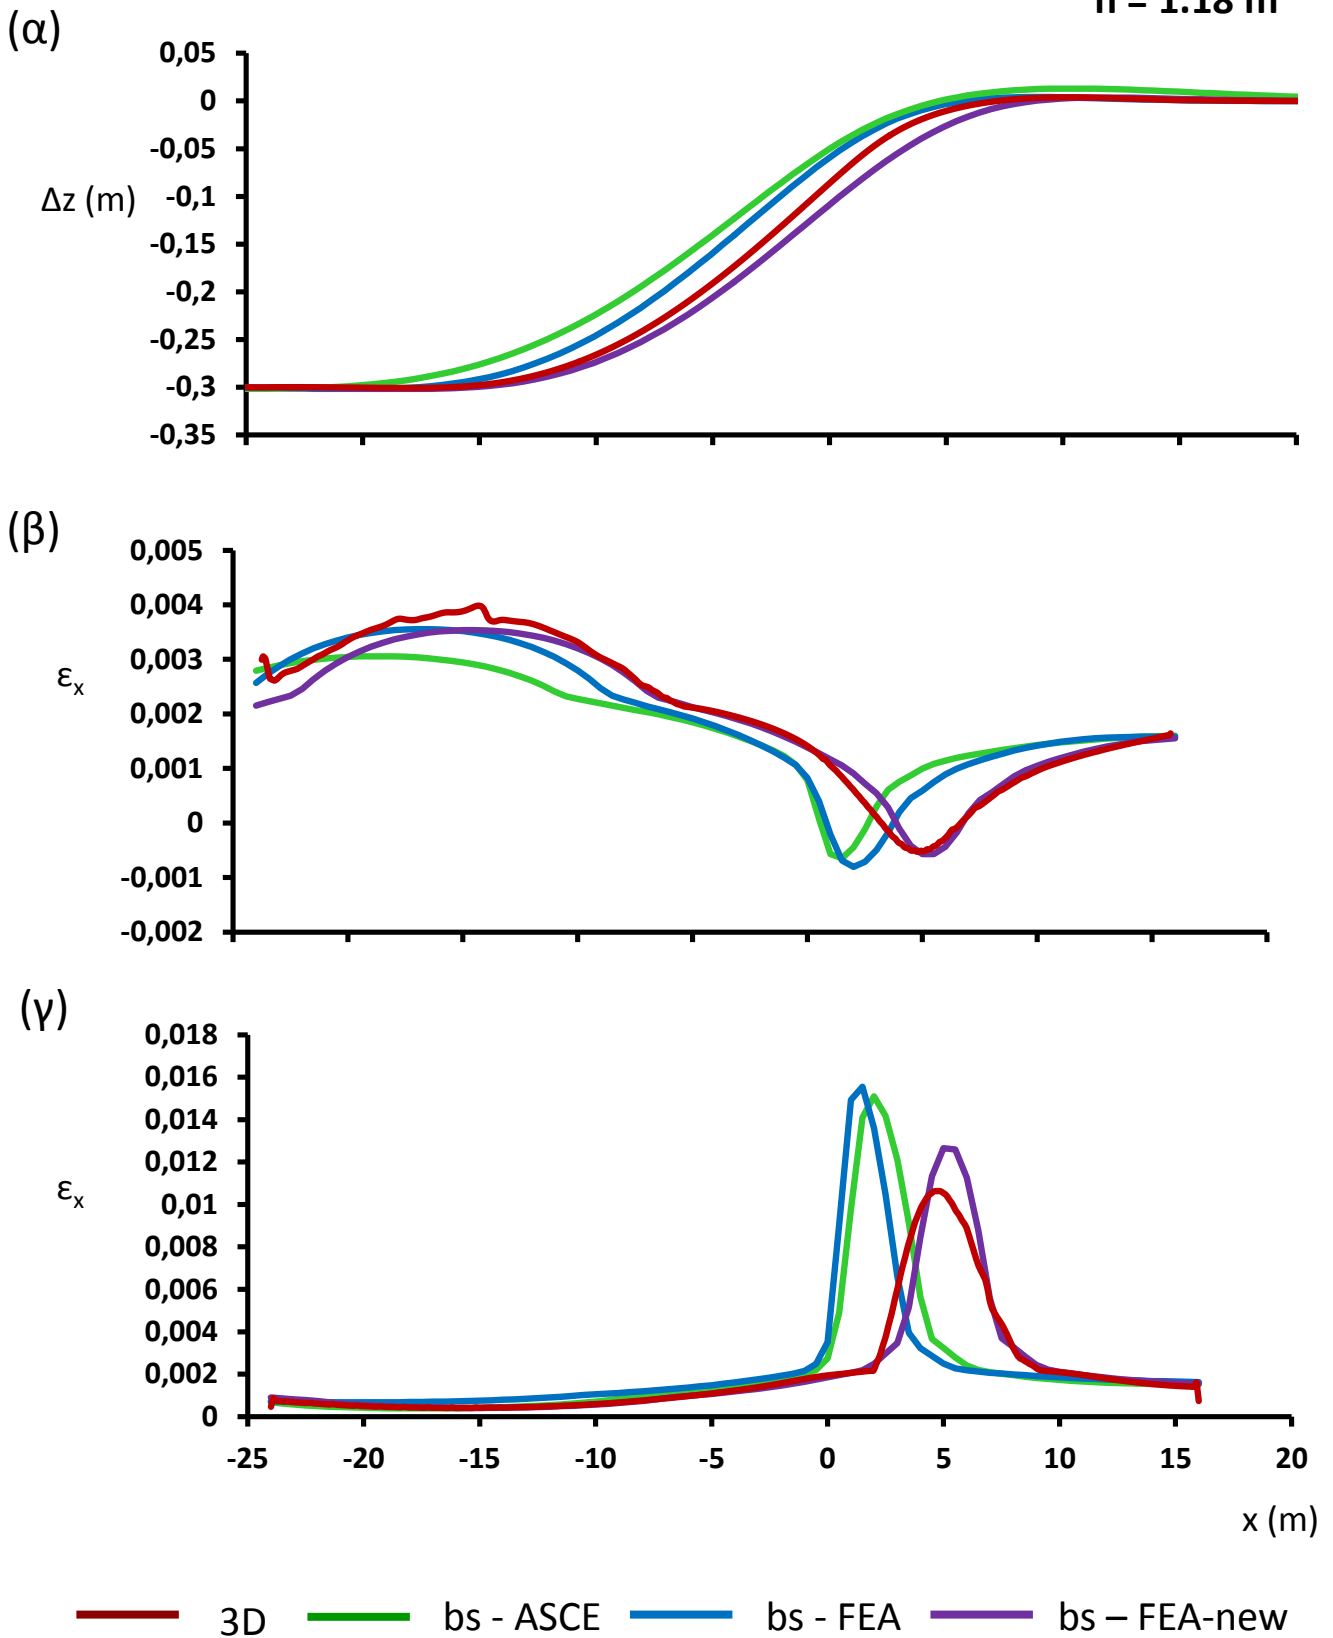 = 1.18 m
(α)
0,05
0
-0,05
Δz (m)
-0,1
-0,15
-0,2
-0,25
-0,3
-0,35
(β)
0,005
0,004
0,003
εx
0,002
0,001
0
-0,001
-0,002
(γ)
0,018
0,016
0,014
0,012
εx
0,01
0,008
0,006
0,004
0,002
0
-25 -20 -15 -10 -5 0 5 10 15 20
x (m)
3D bs - ASCE bs - FEA bs – FEA-new